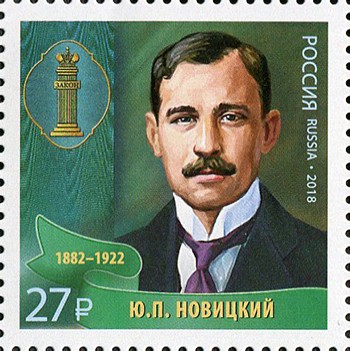 ЗАКОН
РОССИЯ RUSSIA • 2018
1882–1922
27 ₽
Ю.П. НОВИЦКИЙ